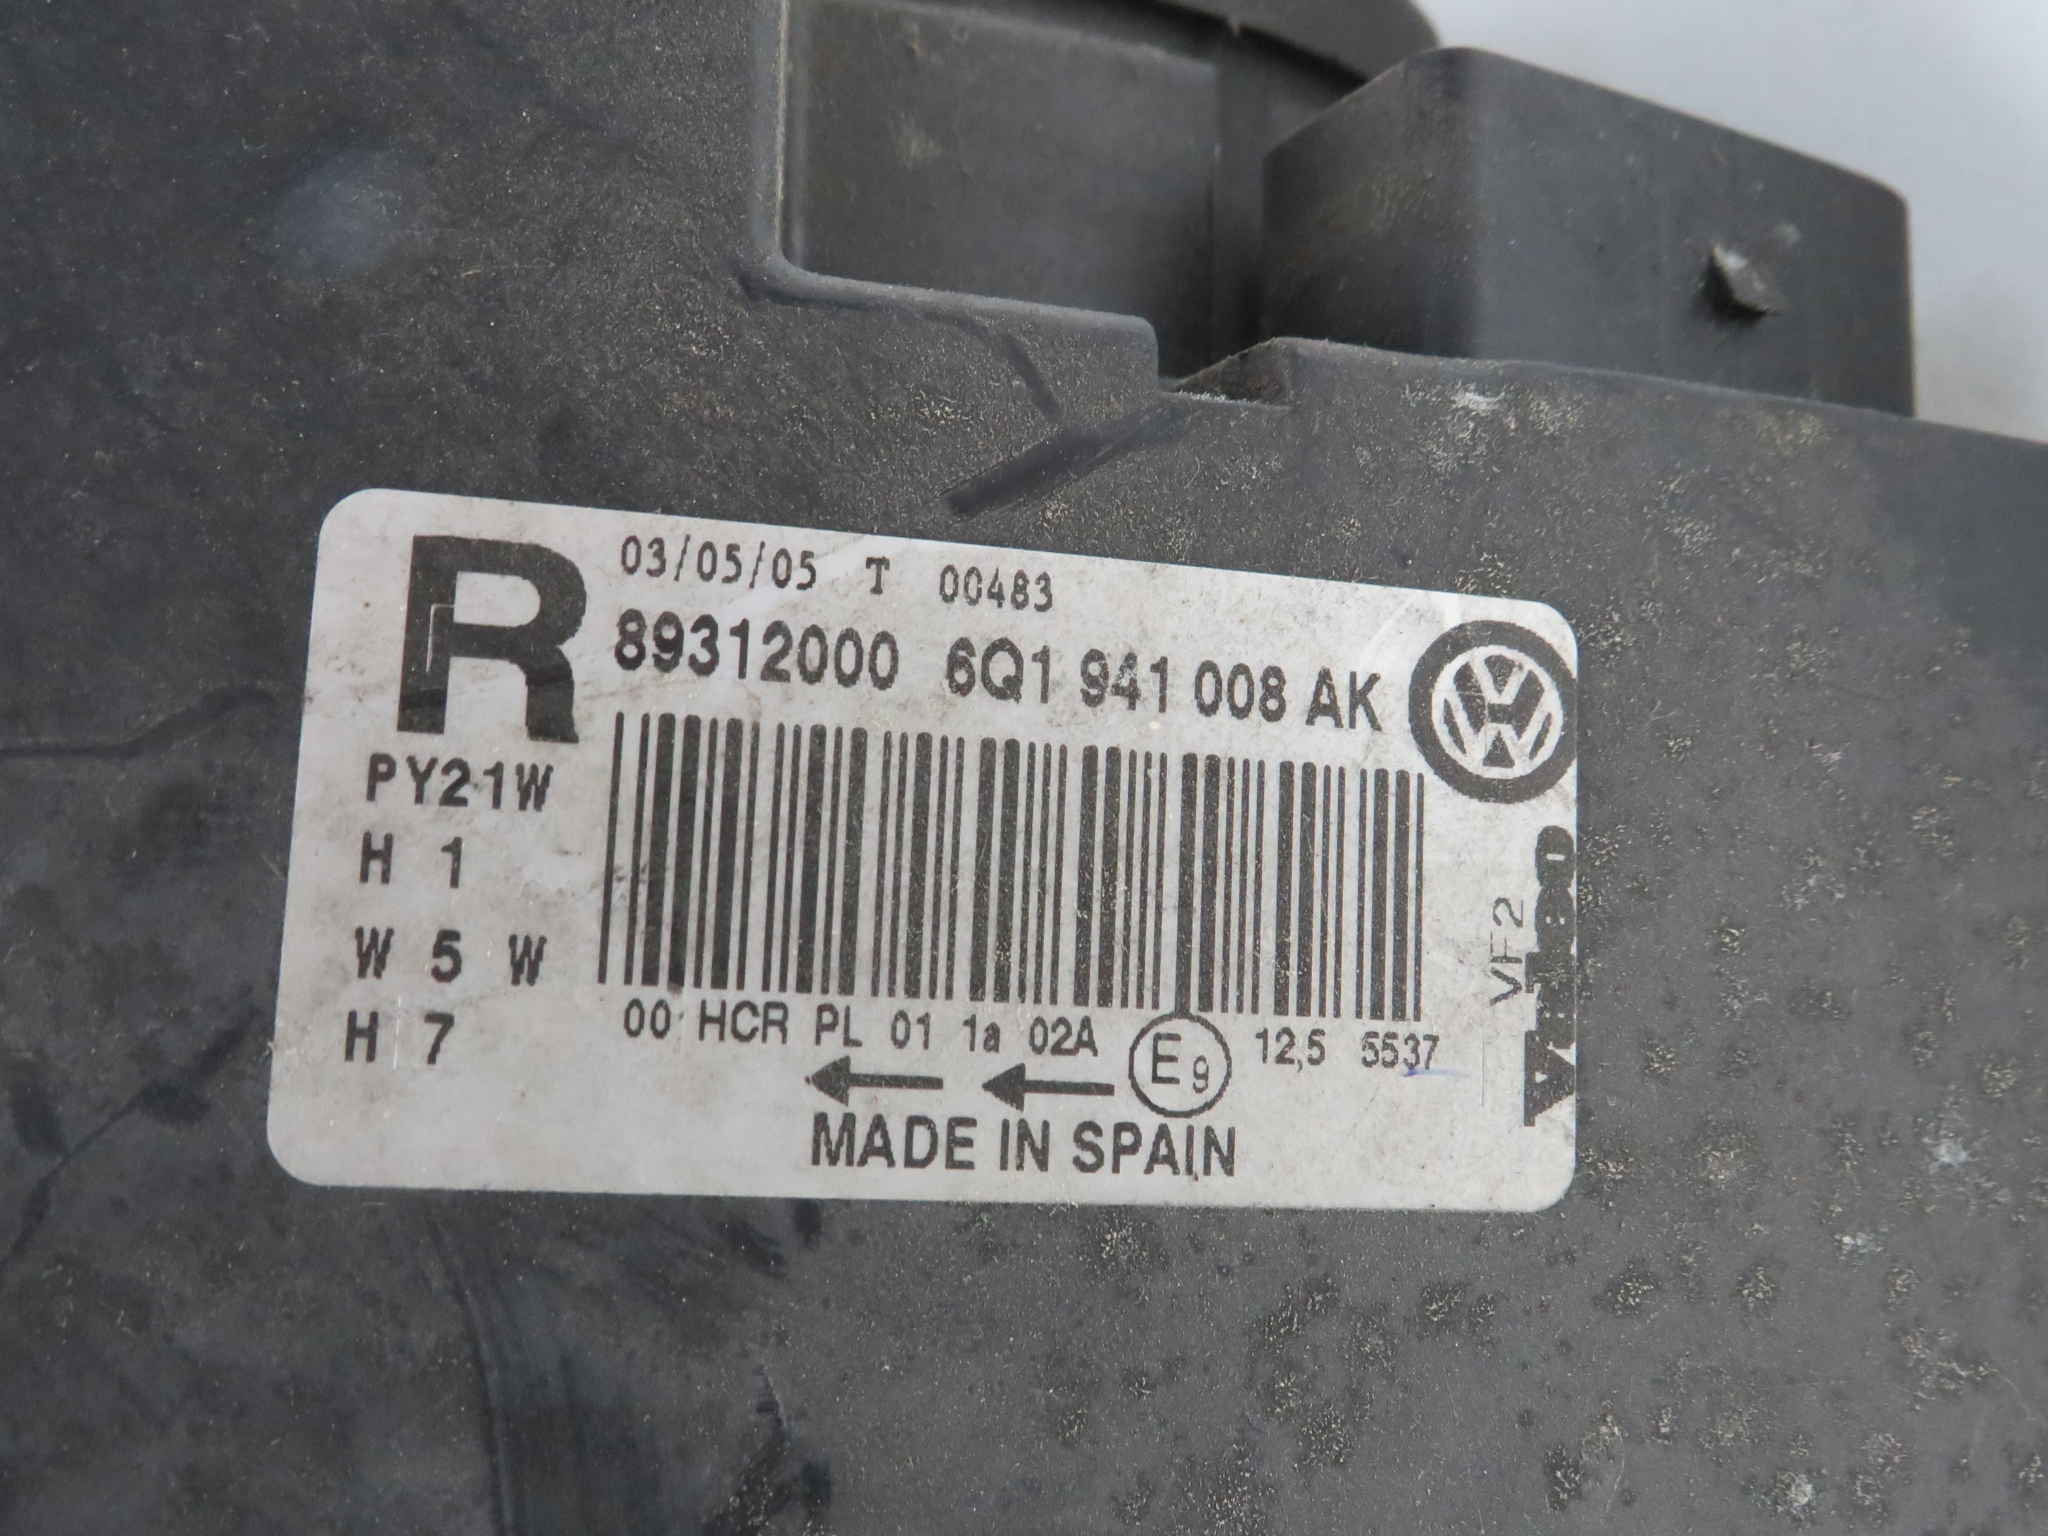 R
03/05/05 T 00483
89312000 6Q1 941 008 AK
PY21W
H 1
W 5 W
H 7
00 HCR PL 01 1a 02A E9 12,5 5537
MADE IN SPAIN
VF2
VW